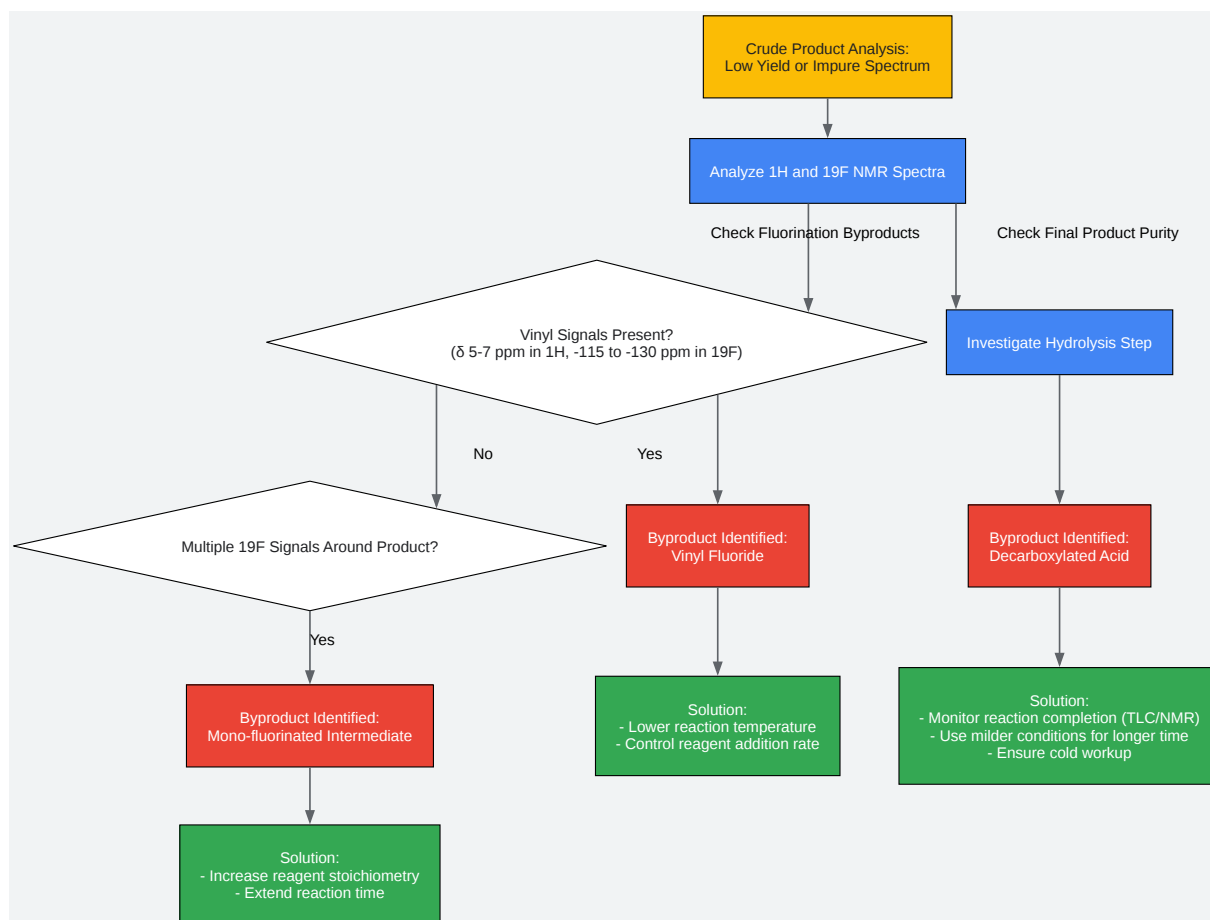 Crude Product Analysis:
Low Yield or Impure Spectrum
Analyze 1H and 19F NMR Spectra
Check Fluorination Byproducts
Check Final Product Purity
Vinyl Signals Present?
(δ 5-7 ppm in 1H, -115 to -130 ppm in 19F)
Investigate Hydrolysis Step
No
Yes
Multiple 19F Signals Around Product?
Byproduct Identified:
Vinyl Fluoride
Byproduct Identified:
Decarboxylated Acid
Yes
Byproduct Identified:
Mono-fluorinated Intermediate
Solution:
- Lower reaction temperature
- Control reagent addition rate
Solution:
- Monitor reaction completion (TLC/NMR)
- Use milder conditions for longer time
- Ensure cold workup
Solution:
- Increase reagent stoichiometry
- Extend reaction time